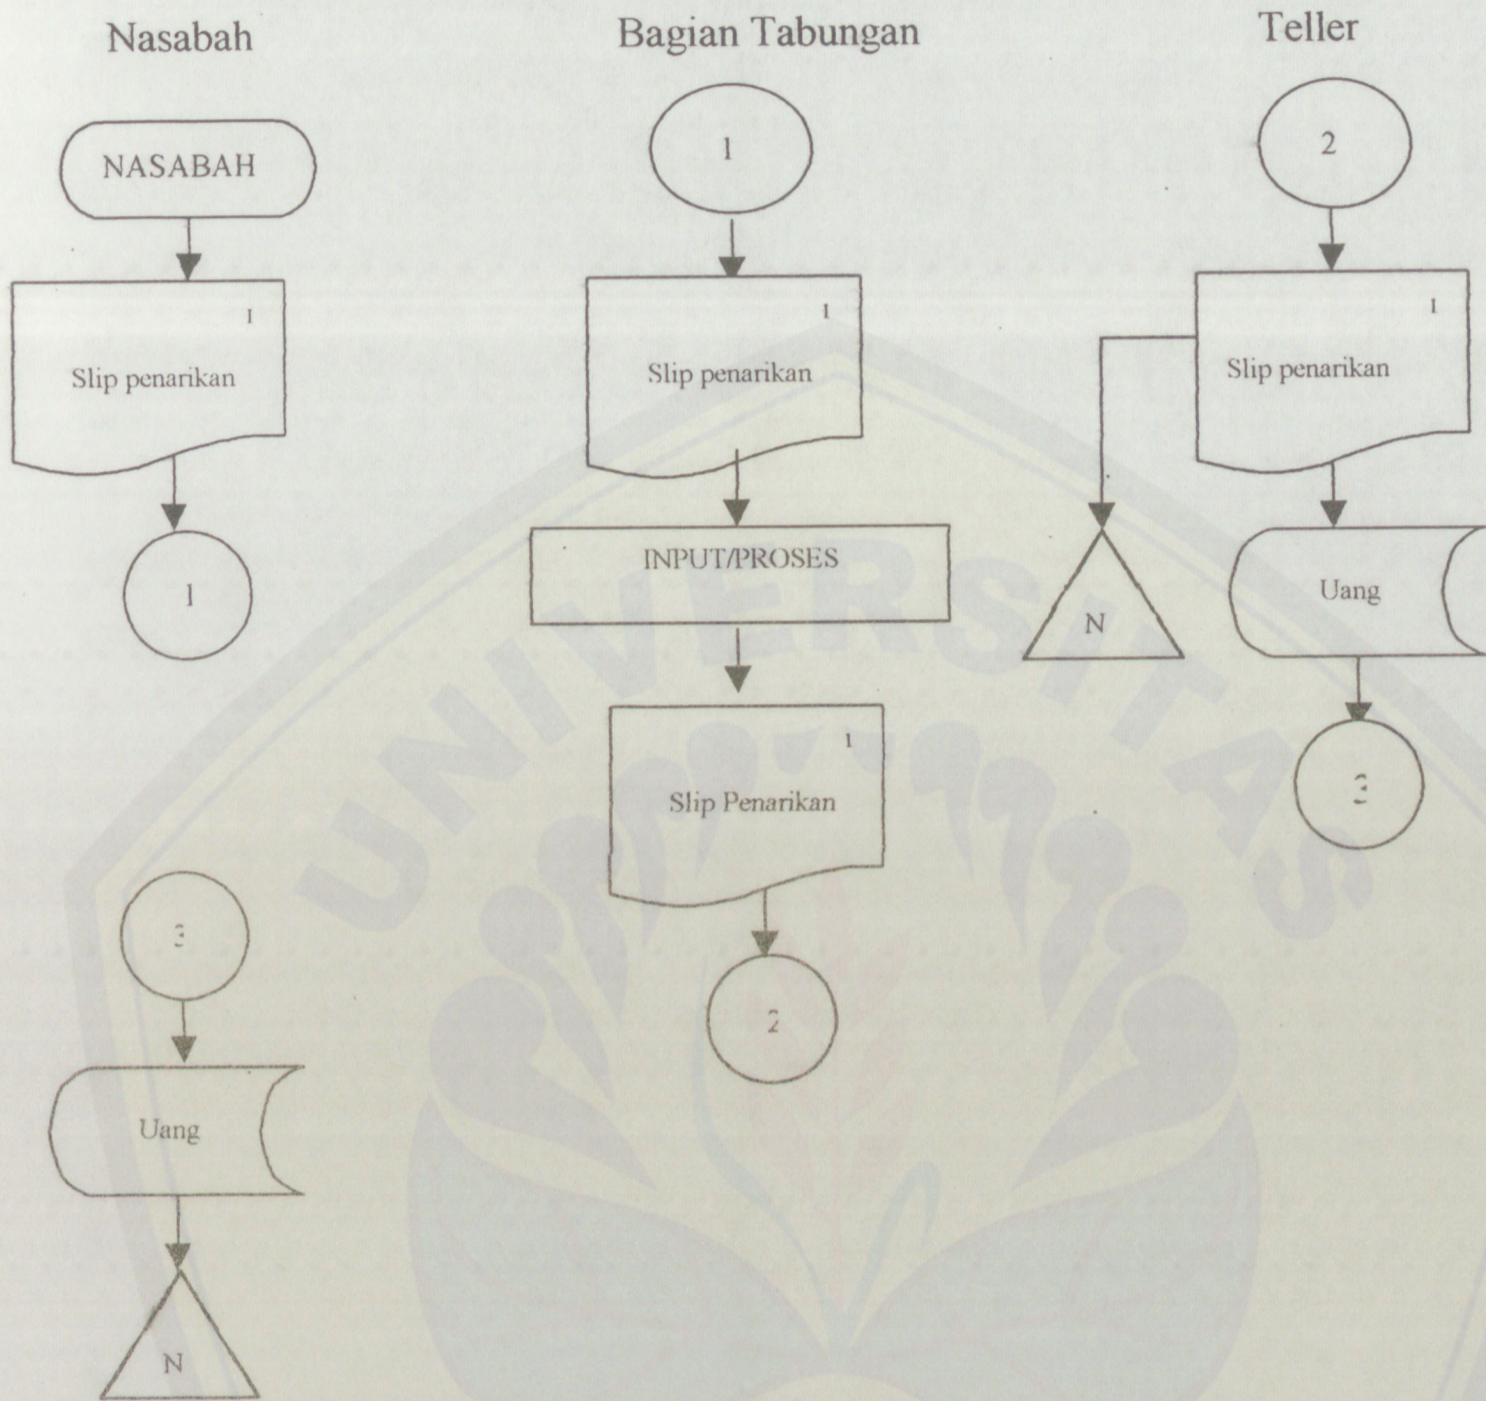 Nasabah
Bagian Tabungan
Teller
NASABAH
1
Slip penarikan
1
1
1
Slip penarikan
INPUT/PROSES
1
Slip Penarikan
2
2
1
Slip penarikan
N
Uang
3
3
Uang
N
UNIVERSITAS